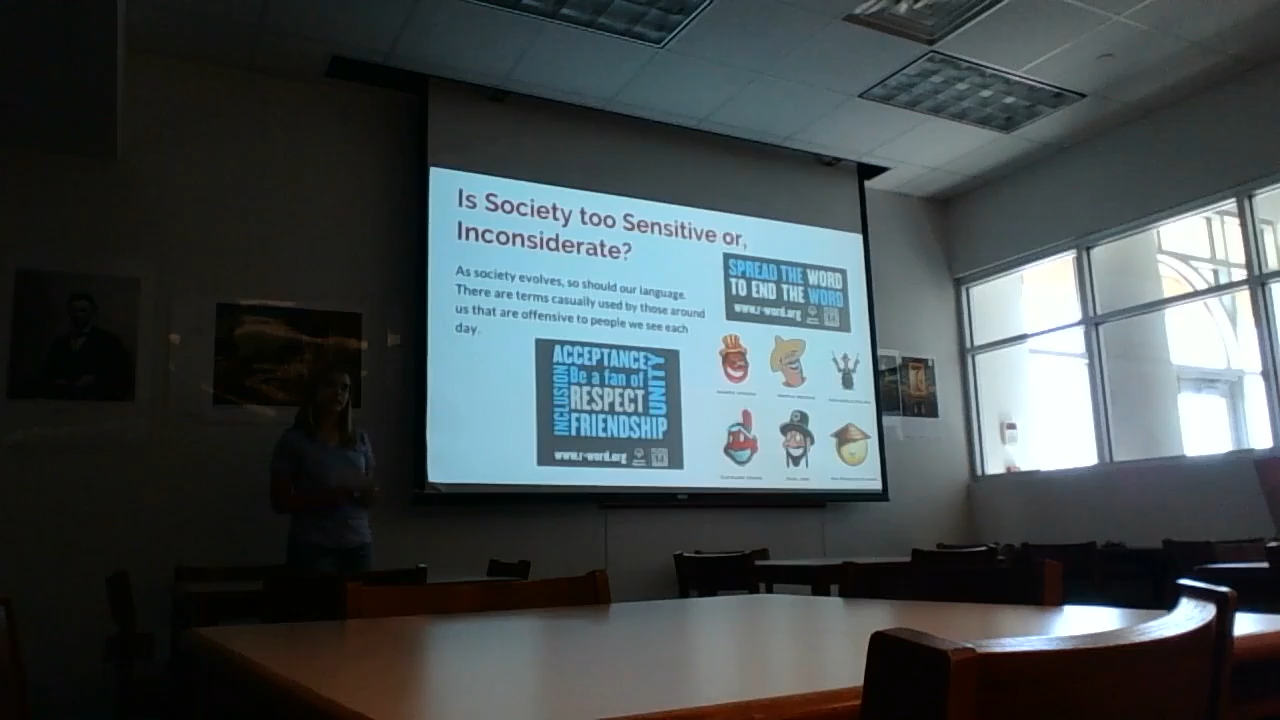 Is Society too Sensitive or,
Inconsiderate?
As society evolves, so should our language.
There are terms casually used by those around
us that are offensive to people we see each
day.
SPREAD THE WORD
TO END THE WORD
www.r-word.org
ACCEPTANCE
INCLUSION
Be a fan of
RESPECT
FRIENDSHIP
UNITY
www.r-word.org